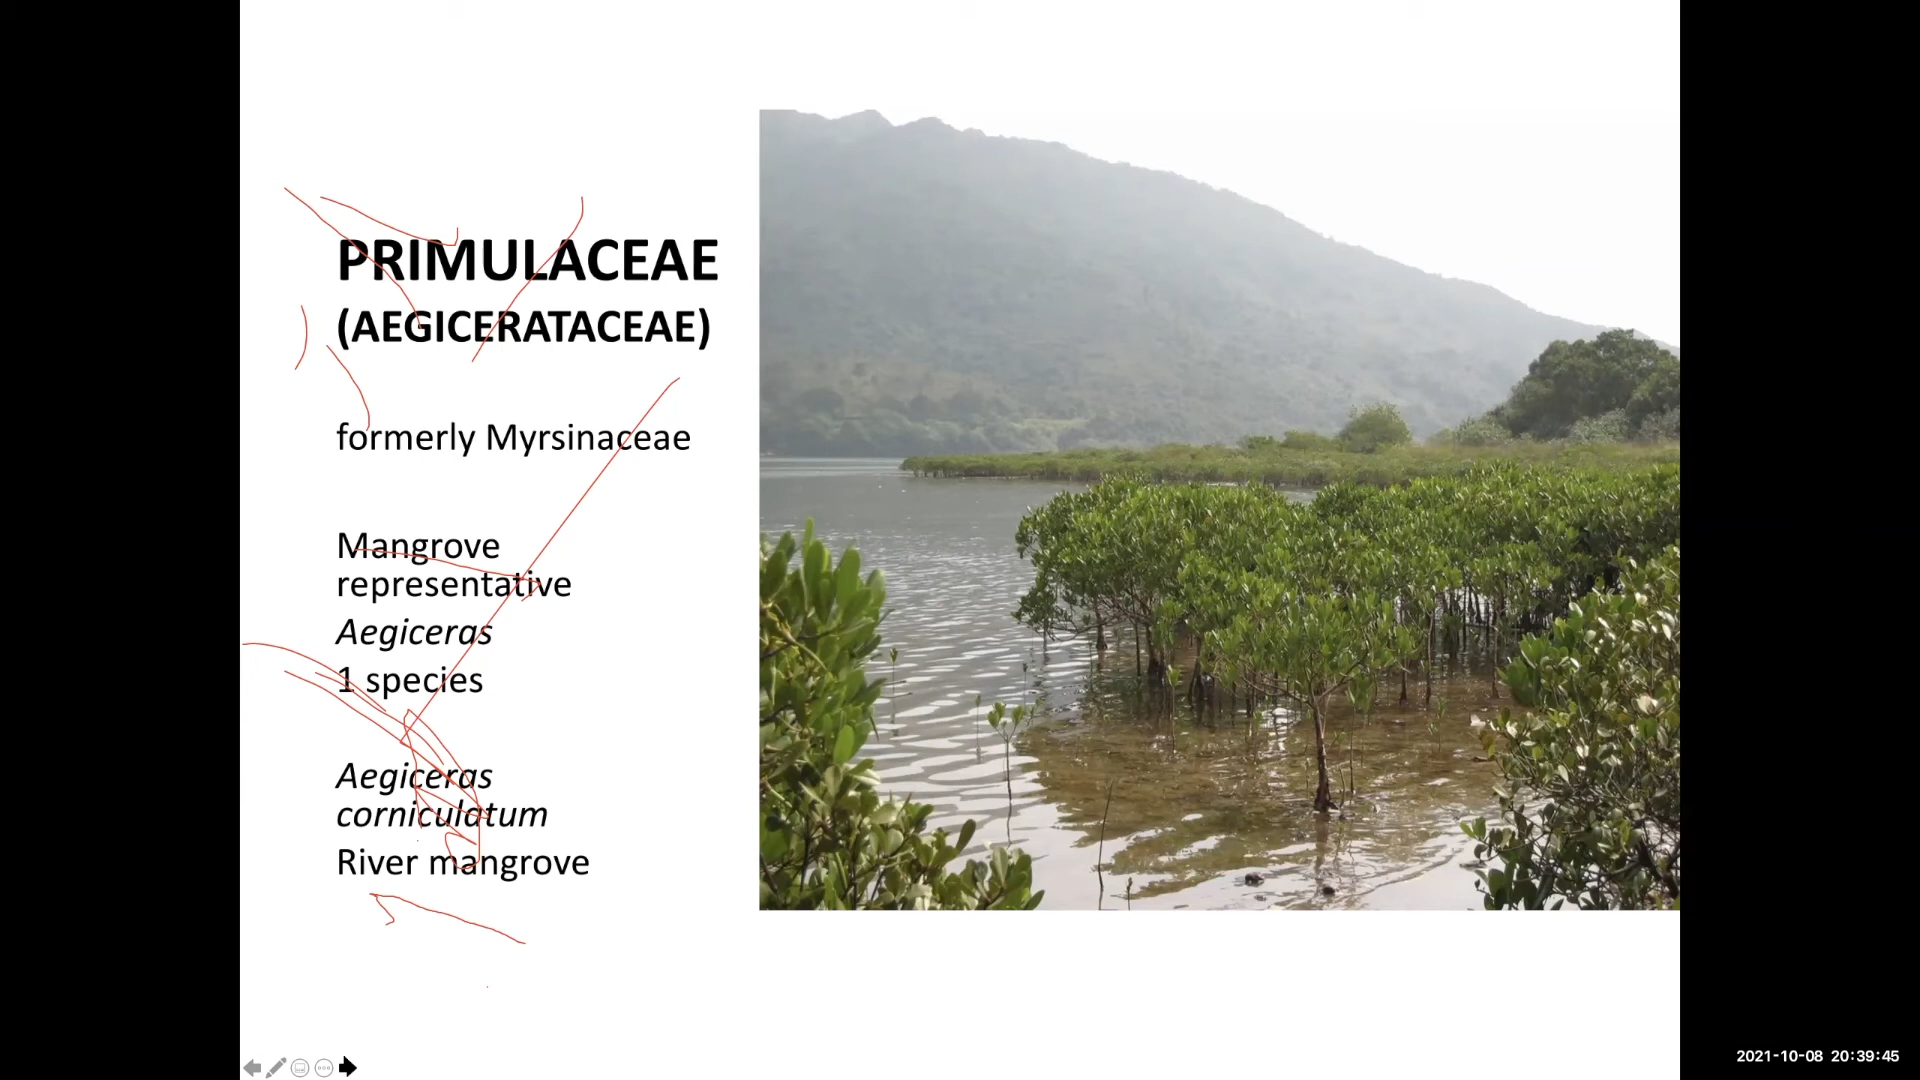 PRIMULACEAE
(AEGICERATACEAE)
formerly Myrsinaceae
Mangrove
representative
Aegiceras
1 species
Aegiceras
corniculatum
River mangrove
2021-10-08 20:39:45